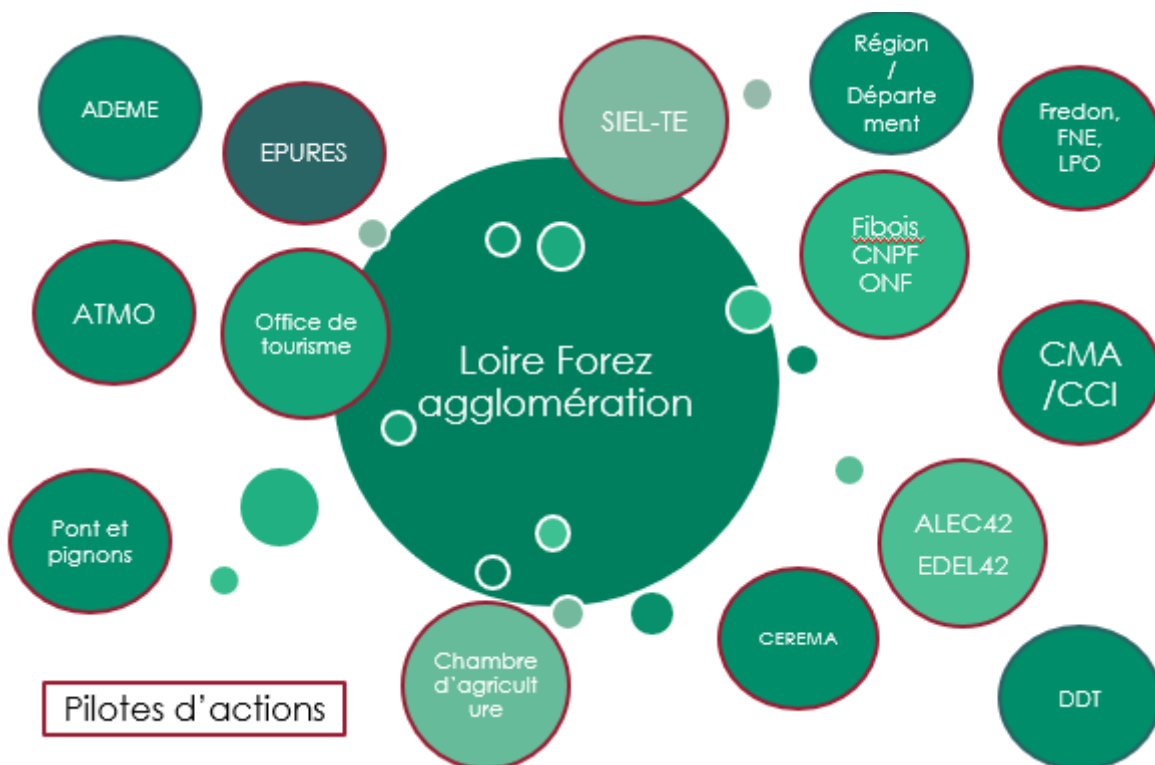 ADEME
EPURES
SIEL-TE
Région
/
Départe
ment
Fredon,
FNE,
LPO
ATMO
Office de
tourisme
Fibois
CNPF
ONF
Loire Forez
agglomération
CMA
/CCI
Pont et
pignons
ALEC42
EDEL42
CEREMA
Chambre
d'agricult
ure
DDT
Pilotes d'actions